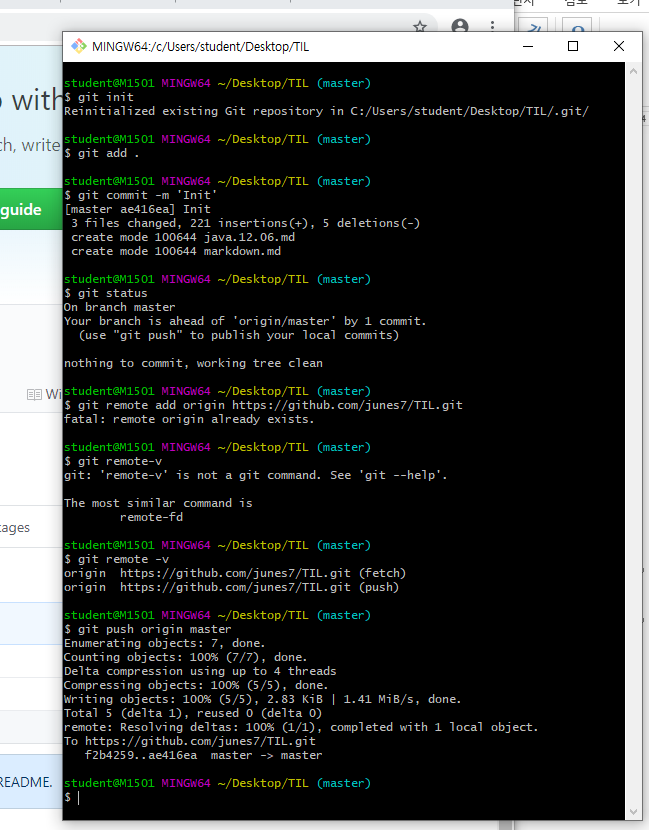 MINGW64:/c/Users/student/Desktop/TIL
student@M1501 MINGW64 ~/Desktop/TIL (master)
$ git init
Reinitialized existing Git repository in C:/Users/student/Desktop/TIL/.git/
student@M1501 MINGW64 ~/Desktop/TIL (master)
$ git add .
student@M1501 MINGW64 ~/Desktop/TIL (master)
$ git commit -m 'Init'
[master ae416ea] Init
3 files changed, 221 insertions(+), 5 deletions(-)
create mode 100644 java.12.06.md
create mode 100644 markdown.md
student@M1501 MINGW64 ~/Desktop/TIL (master)
$ git status
On branch master
Your branch is ahead of 'origin/master' by 1 commit.
(use "git push" to publish your local commits)
nothing to commit, working tree clean
student@M1501 MINGW64 ~/Desktop/TIL (master)
$ git remote add origin https://github.com/junes7/TIL.git
fatal: remote origin already exists.
student@M1501 MINGW64 ~/Desktop/TIL (master)
$ git remote-v
git: 'remote-v' is not a git command. See 'git --help'.
The most similar command is
remote-fd
student@M1501 MINGW64 ~/Desktop/TIL (master)
$ git remote -v
origin https://github.com/junes7/TIL.git (fetch)
origin https://github.com/junes7/TIL.git (push)
student@M1501 MINGW64 ~/Desktop/TIL (master)
$ git push origin master
Enumerating objects: 7, done.
Counting objects: 100% (7/7), done.
Delta compression using up to 4 threads
Compressing objects: 100% (5/5), done.
Writing objects: 100% (5/5), 2.83 KiB | 1.41 MiB/s, done.
Total 5 (delta 1), reused 0 (delta 0)
remote: Resolving deltas: 100% (1/1), completed with 1 local object.
To https://github.com/junes7/TIL.git
f2b4259..ae416ea master -> master
student@M1501 MINGW64 ~/Desktop/TIL (master)
$
o with
ch, write
guide
Wi
ages
README.